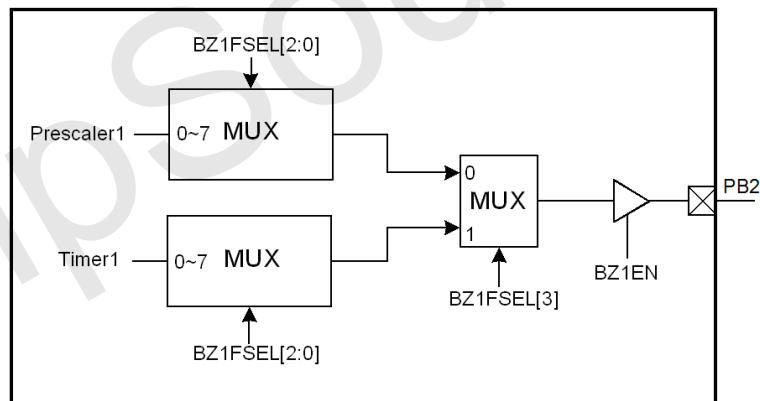 BZ1FSEL[2:0]
Prescaler1
0~7 MUX
0
MUX
1
PB2
Timer1
0~7 MUX
BZ1EN
BZ1FSEL[3]
BZ1FSEL[2:0]